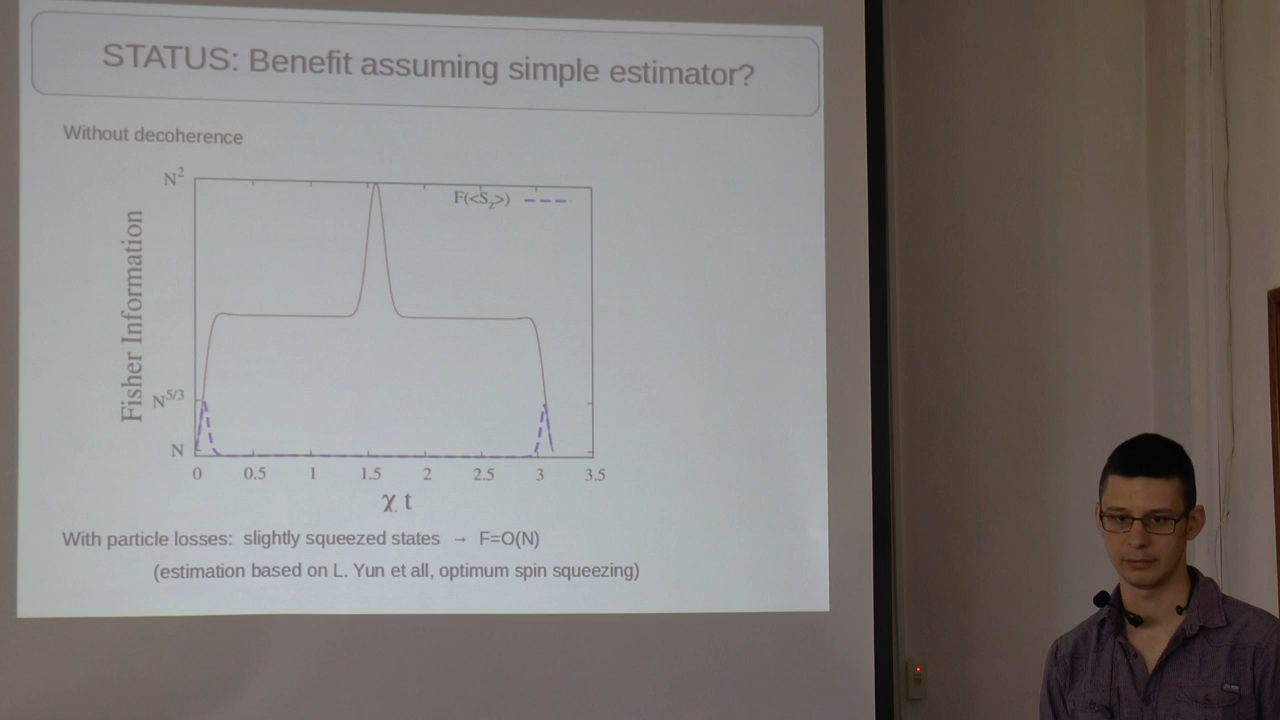 STATUS: Benefit assuming simple estimator?
Without decoherence
N²
F(<S_z>)
Fisher Information
N^5/3
N
0 0.5 1 1.5 2 2.5 3 3.5
χ t
With particle losses: slightly squeezed states → F=O(N)
(estimation based on L. Yun et all, optimum spin squeezing)